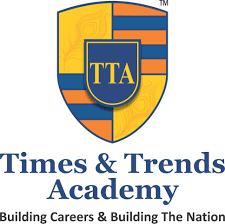 TM
TTA
Times & Trends
Academy
Building Careers & Building The Nation